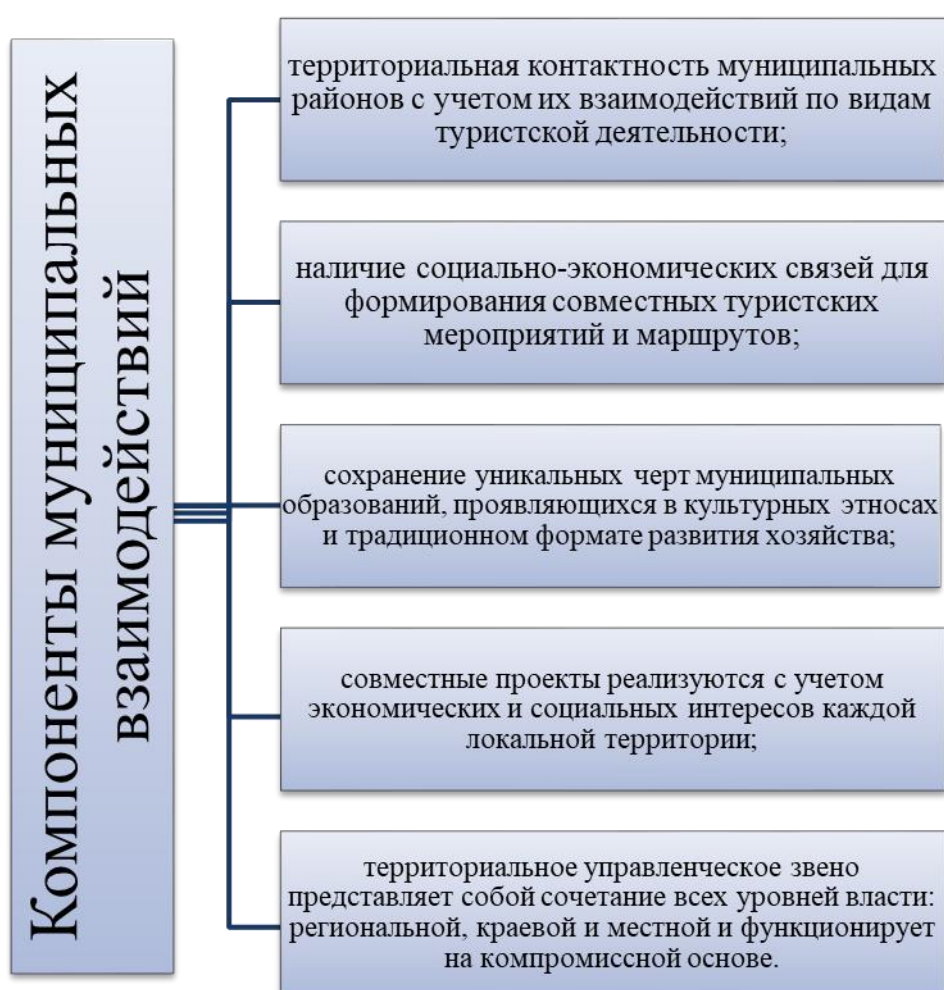 Компоненты муниципальных
взаимодействий
территориальная контактность муниципальных
районов с учетом их взаимодействий по видам
туристской деятельности;
наличие социально-экономических связей для
формирования совместных туристских
мероприятий и маршрутов;
сохранение уникальных черт муниципальных
образований, проявляющихся в культурных этносах
и традиционном формате развития хозяйства;
совместные проекты реализуются с учетом
экономических и социальных интересов каждой
локальной территории;
территориальное управленческое звено
представляет собой сочетание всех уровней власти:
региональной, краевой и местной и функционирует
на компромиссной основе.